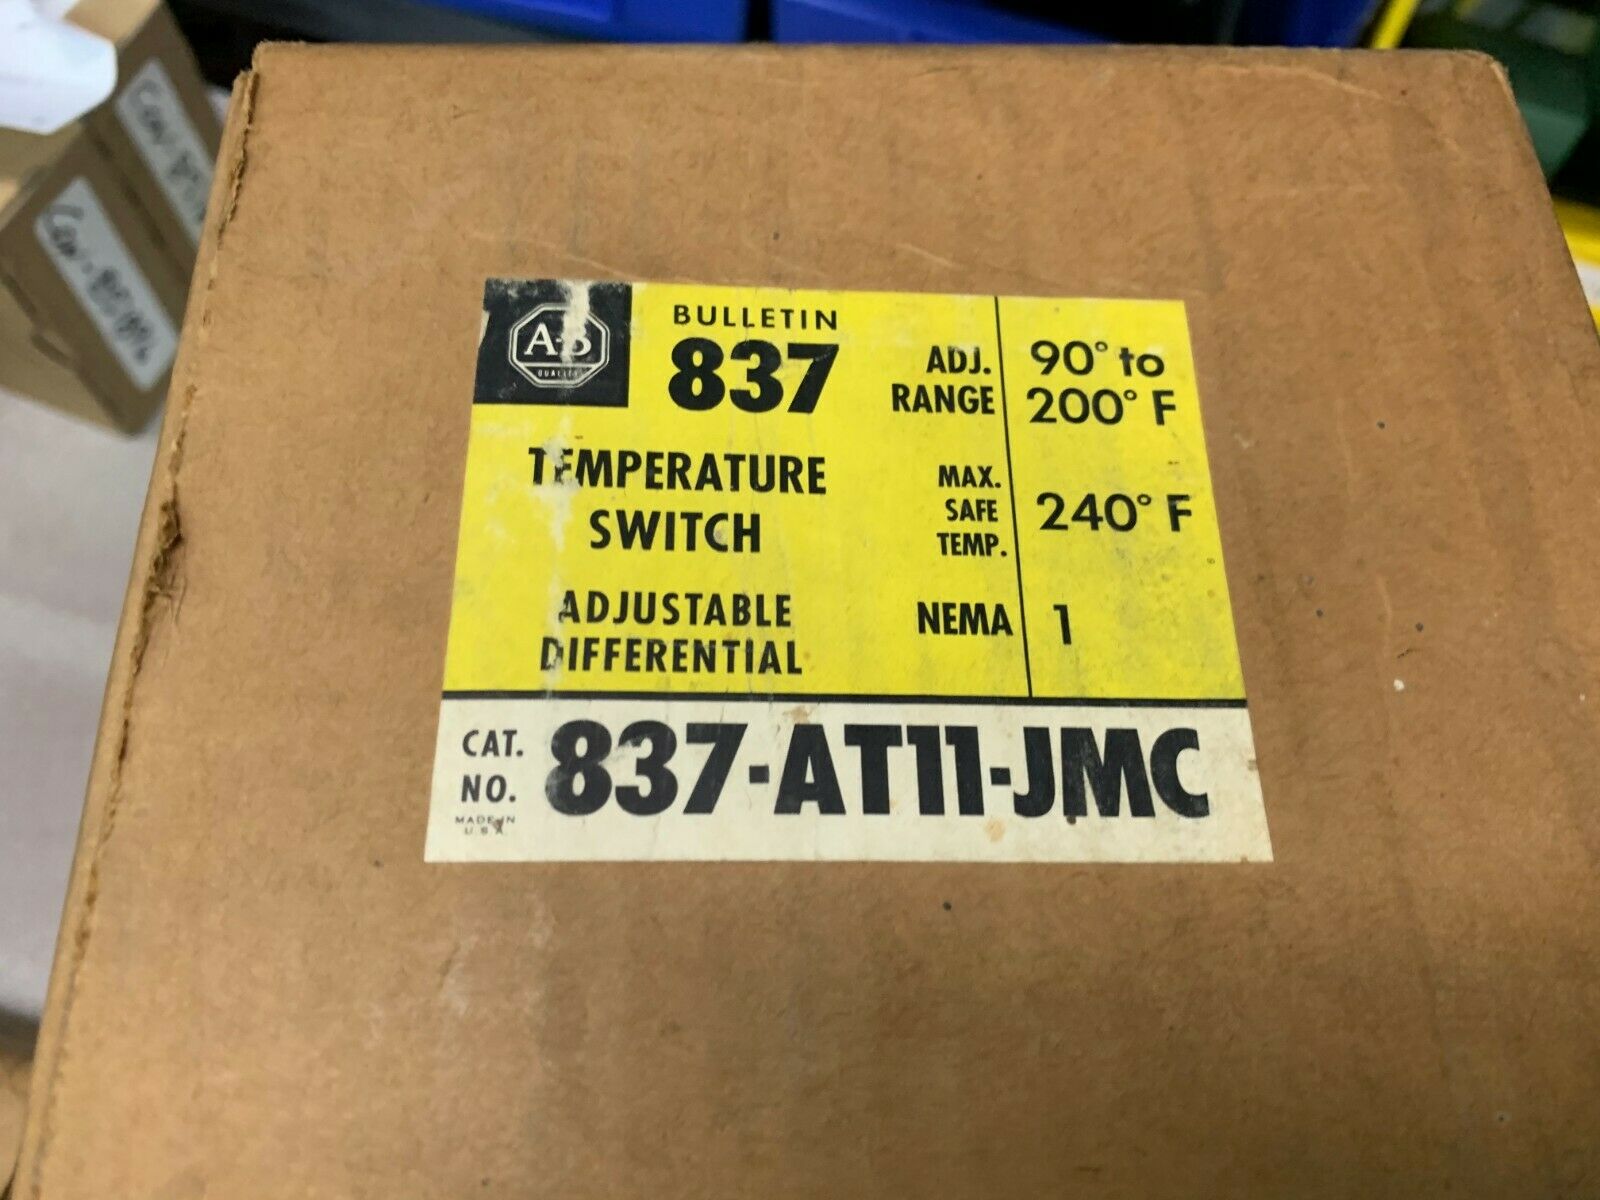 A-B
QUALITY
BULLETIN
837
TEMPERATURE
SWITCH
ADJUSTABLE
DIFFERENTIAL
ADJ.
RANGE
90° to
200° F
MAX.
SAFE
TEMP.
240° F
NEMA
1
CAT.
NO.
837-AT11-JMC
MADE IN
U.S.A.